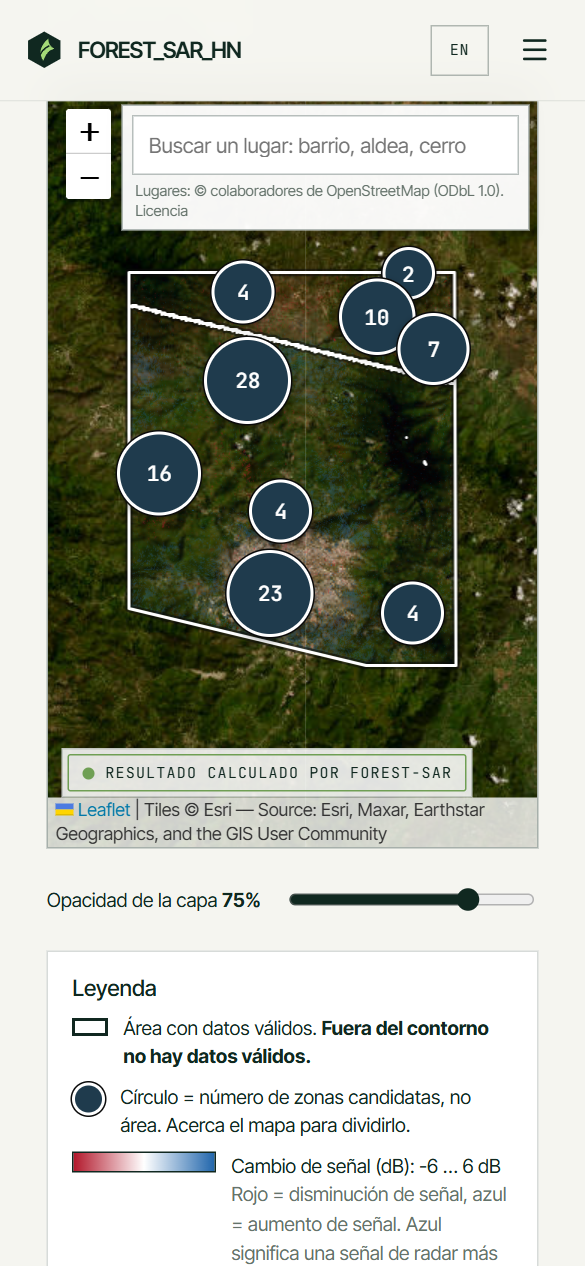 FOREST_SAR_HN
EN
+
Buscar un lugar: barrio, aldea, cerro
−
Lugares: © colaboradores de OpenStreetMap (ODbL 1.0).
Licencia
2
4
10
7
28
16
4
23
4
RESULTADO CALCULADO POR FOREST-SAR
Leaflet | Tiles © Esri — Source: Esri, Maxar, Earthstar
Geographics, and the GIS User Community
Opacidad de la capa 75%
Leyenda
Área con datos válidos. Fuera del contorno
no hay datos válidos.
Círculo = número de zonas candidatas, no
área. Acerca el mapa para dividirlo.
Cambio de señal (dB): -6 … 6 dB
Rojo = disminución de señal, azul
= aumento de señal. Azul
significa una señal de radar más